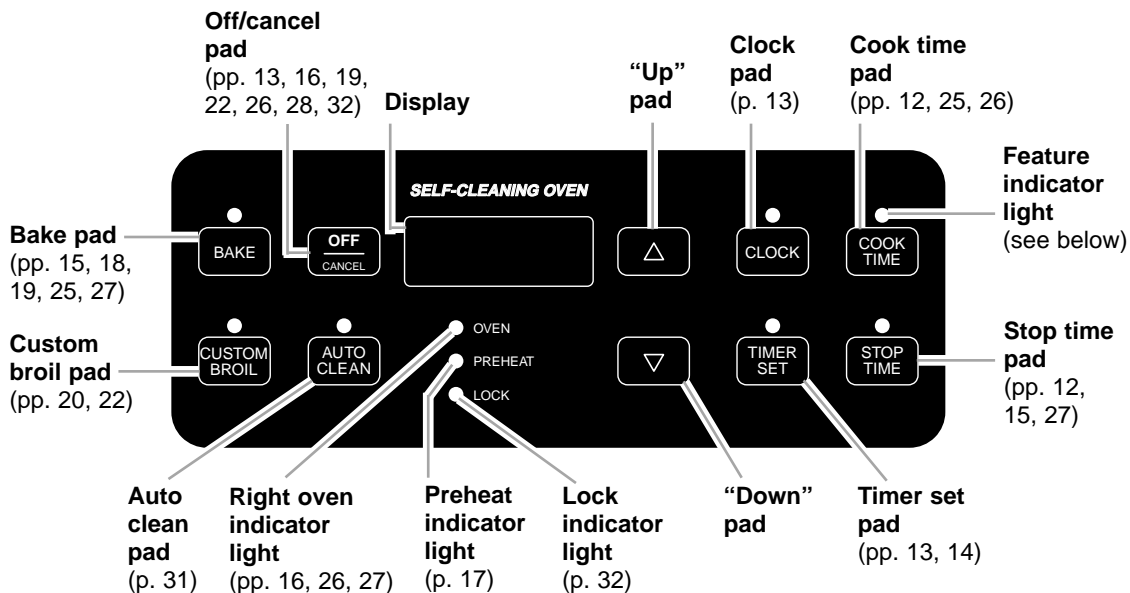 Off/cancel
pad
(pp. 13, 16, 19,
22, 26, 28, 32)
Display
“Up”
pad
Clock
pad
(p. 13)
Cook time
pad
(pp. 12, 25, 26)
Feature
indicator
light
(see below)
Bake pad
(pp. 15, 18,
19, 25, 27)
Custom
broil pad
(pp. 20, 22)
SELF-CLEANING OVEN
BAKE
OFF
CANCEL
CLOCK
COOK
TIME
CUSTOM
BROIL
AUTO
CLEAN
OVEN
PREHEAT
LOCK
TIMER
SET
STOP
TIME
Stop time
pad
(pp. 12,
15, 27)
Auto
clean
pad
(p. 31)
Right oven
indicator
light
(pp. 16, 26, 27)
Preheat
indicator
light
(p. 17)
Lock
indicator
light
(p. 32)
“Down”
pad
Timer set
pad
(pp. 13, 14)